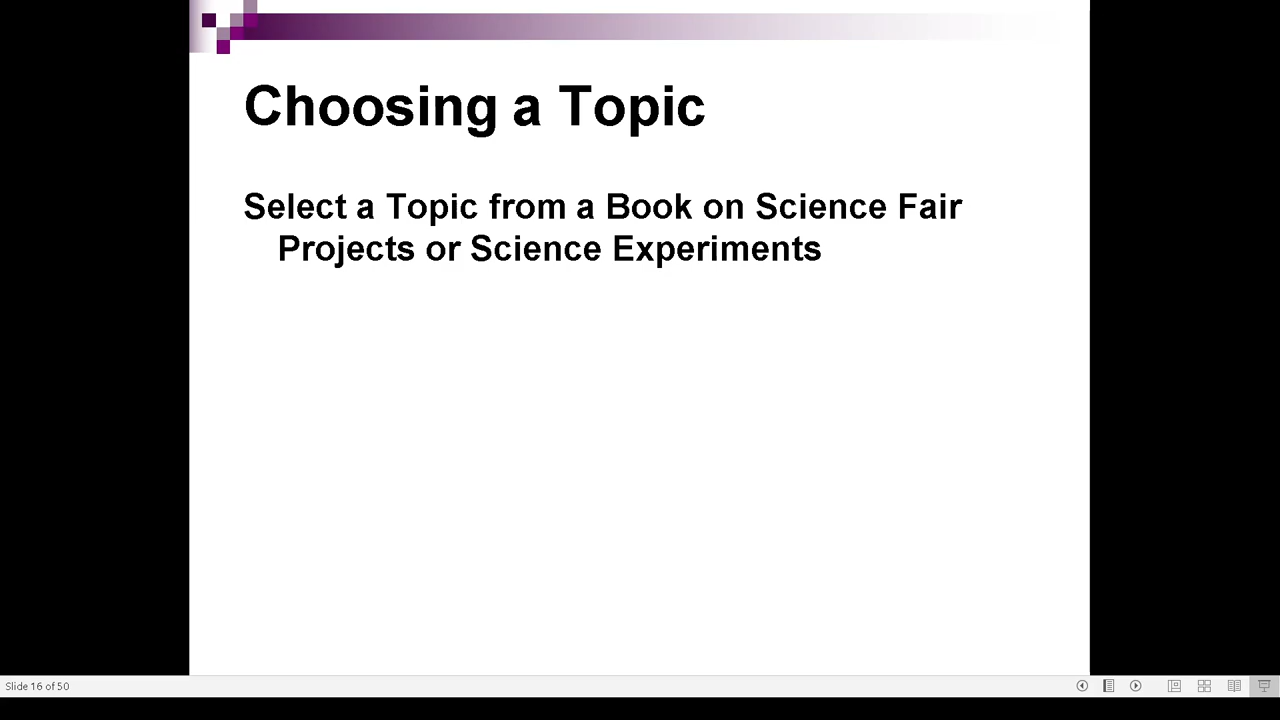 Choosing a Topic
Select a Topic from a Book on Science Fair
Projects or Science Experiments
Slide 16 of 50